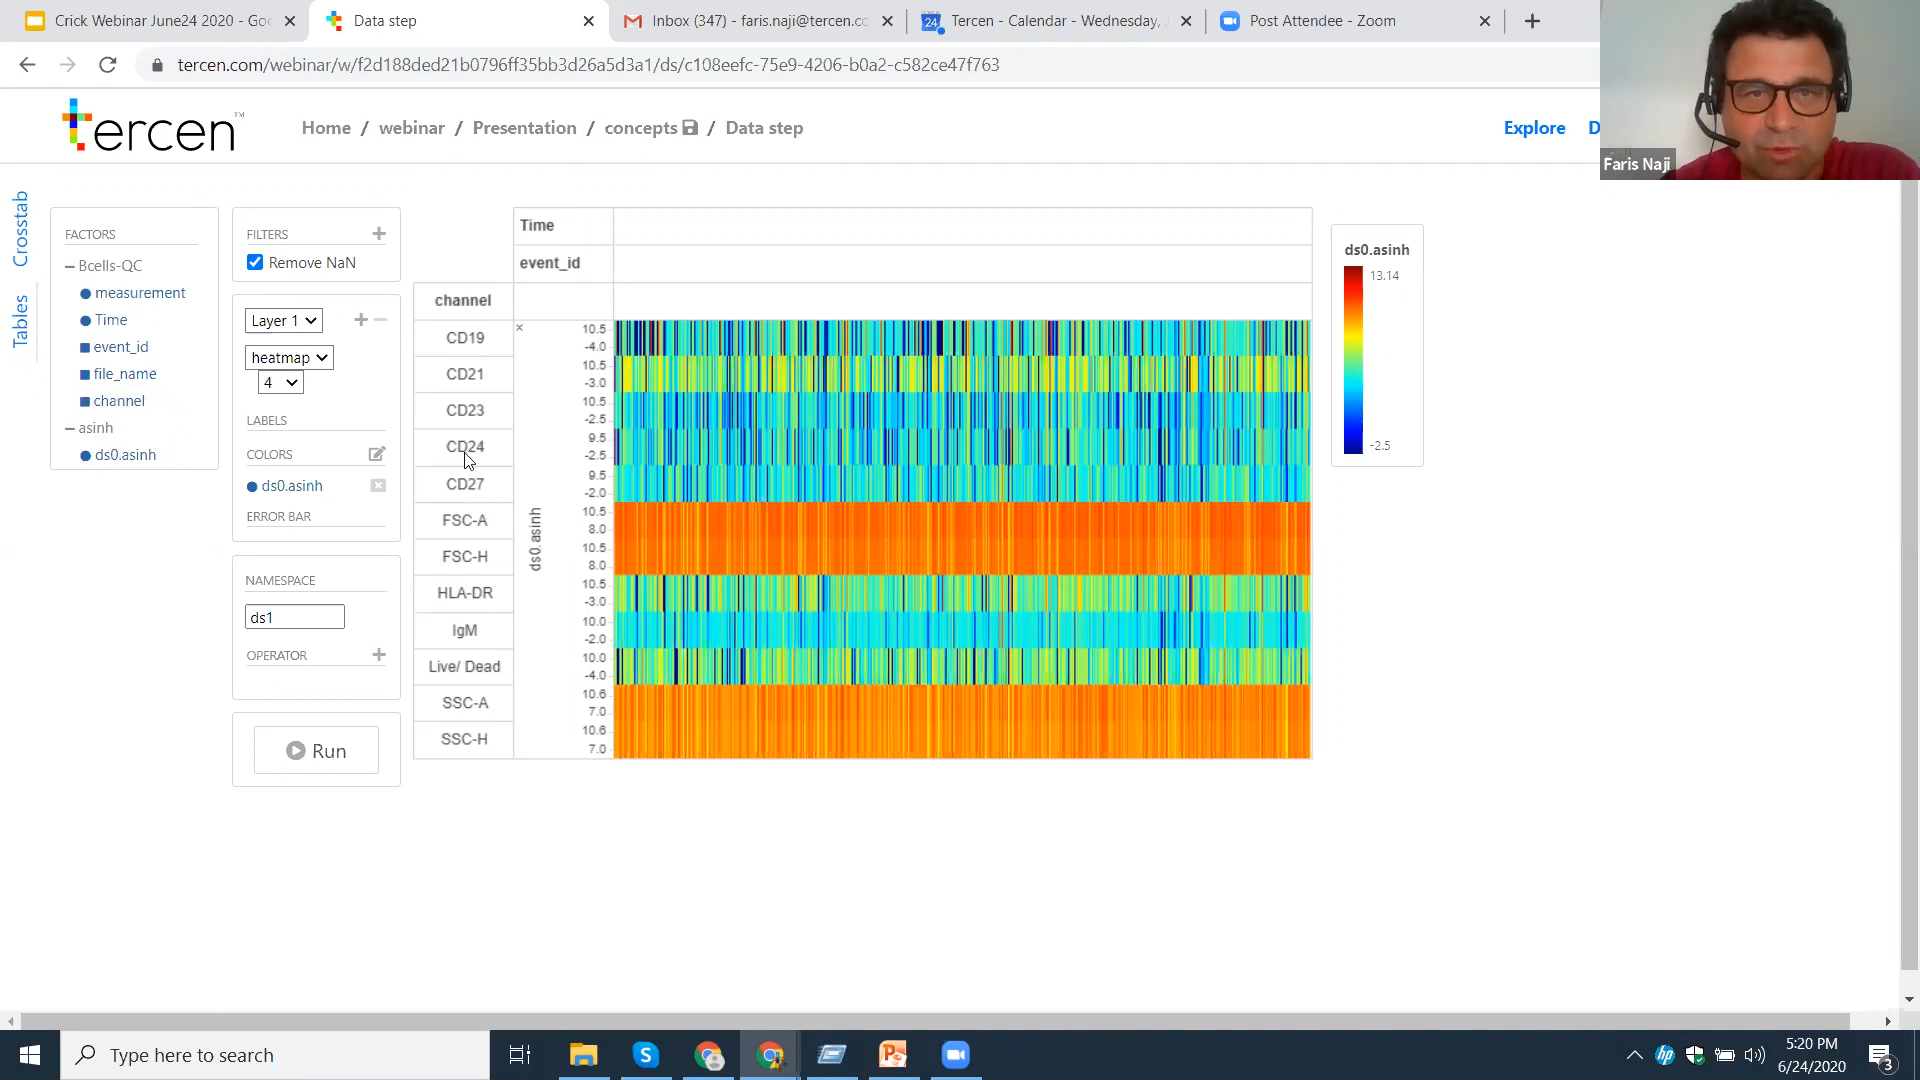 Crick Webinar June24 2020 - Goo
Data step
Inbox (347) - faris.naji@tercen.co
Tercen - Calendar - Wednesday,
Post Attendee - Zoom
24
tercen.com/webinar/w/f2d188ded21b0796ff35bb3d26a5d3a1/ds/c108eefc-75e9-4206-b0a2-c582ce47f763
tercen™
Home / webinar / Presentation / concepts / Data step
Explore D
Faris Naji
Crosstab
Tables
FACTORS
Bcells-QC
measurement
Time
event_id
file_name
channel
asinh
ds0.asinh
FILTERS
Remove NaN
Layer 1
heatmap
4
LABELS
COLORS
ds0.asinh
ERROR BAR
NAMESPACE
ds1
OPERATOR
Run
Time
event_id
channel
CD19
10.5
-4.0
CD21
10.5
-3.0
CD23
10.5
-2.5
CD24
9.5
-2.5
CD27
9.5
-2.0
FSC-A
10.5
8.0
FSC-H
10.5
8.0
HLA-DR
10.5
-3.0
IgM
10.0
-2.0
Live/ Dead
10.0
-4.0
SSC-A
10.6
7.0
SSC-H
10.6
7.0
ds0.asinh
ds0.asinh
13.14
-2.5
Type here to search
5:20 PM
6/24/2020
3